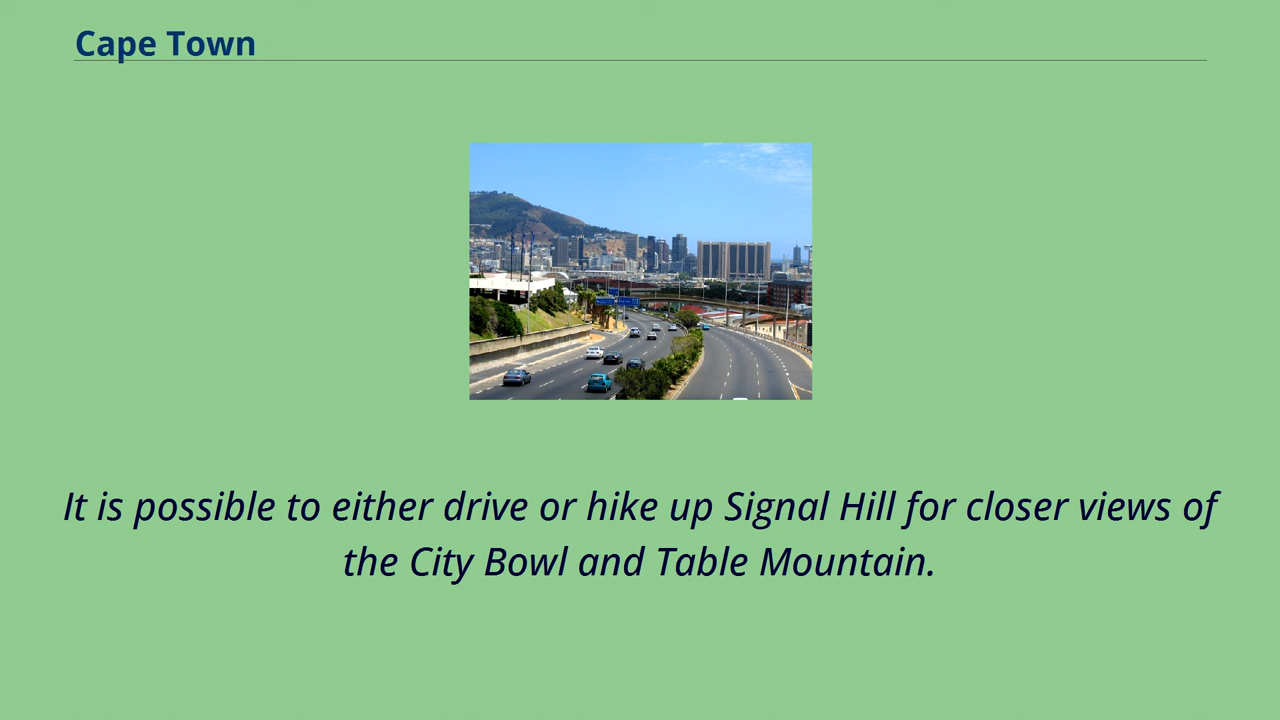 Cape Town
It is possible to either drive or hike up Signal Hill for closer views of
the City Bowl and Table Mountain.